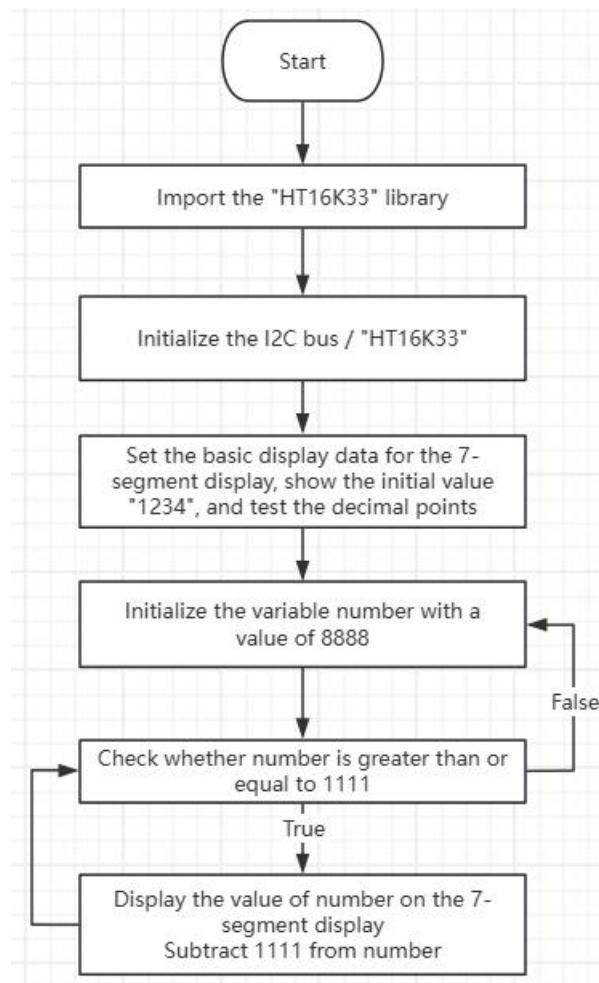 Start
Import the "HT16K33" library
Initialize the I2C bus / "HT16K33"
Set the basic display data for the 7-
segment display, show the initial value
"1234", and test the decimal points
Initialize the variable number with a
value of 8888
False
Check whether number is greater than or
equal to 1111
True
Display the value of number on the 7-
segment display
Subtract 1111 from number